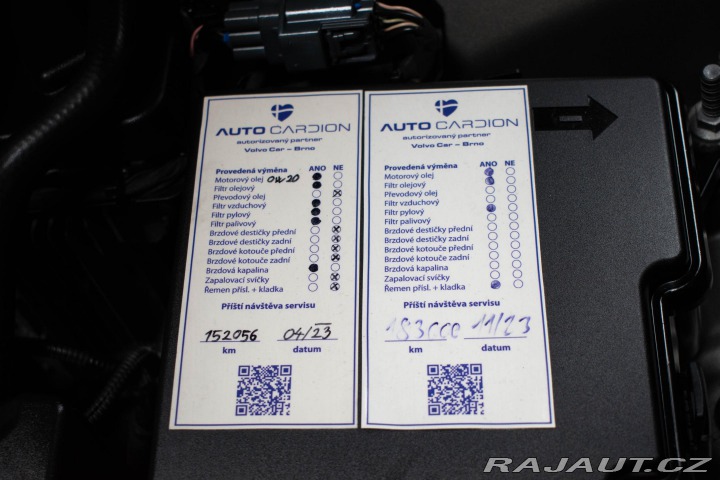 AUTO CARDION
autorizovaný partner
Volvo Car – Brno
Provedená výměna ANO NE
Motorový olej 0W20
Filtr olejový
Převodový olej
Filtr vzduchový
Filtr pylový
Filtr palivový
Brzdové destičky přední
Brzdové destičky zadní
Brzdové kotouče přední
Brzdové kotouče zadní
Brzdová kapalina
Zapalovací svíčky
Řemen přísl. + kladka
Příští návštěva servisu
152056 04/23
km datum
AUTO CARDION
autorizovaný partner
Volvo Car – Brno
Provedená výměna ANO NE
Motorový olej
Filtr olejový
Převodový olej
Filtr vzduchový
Filtr pylový
Filtr palivový
Brzdové destičky přední
Brzdové destičky zadní
Brzdové kotouče přední
Brzdové kotouče zadní
Brzdová kapalina
Zapalovací svíčky
Řemen přísl. + kladka
Příští návštěva servisu
183000 11/23
km datum
RAJAUT.CZ